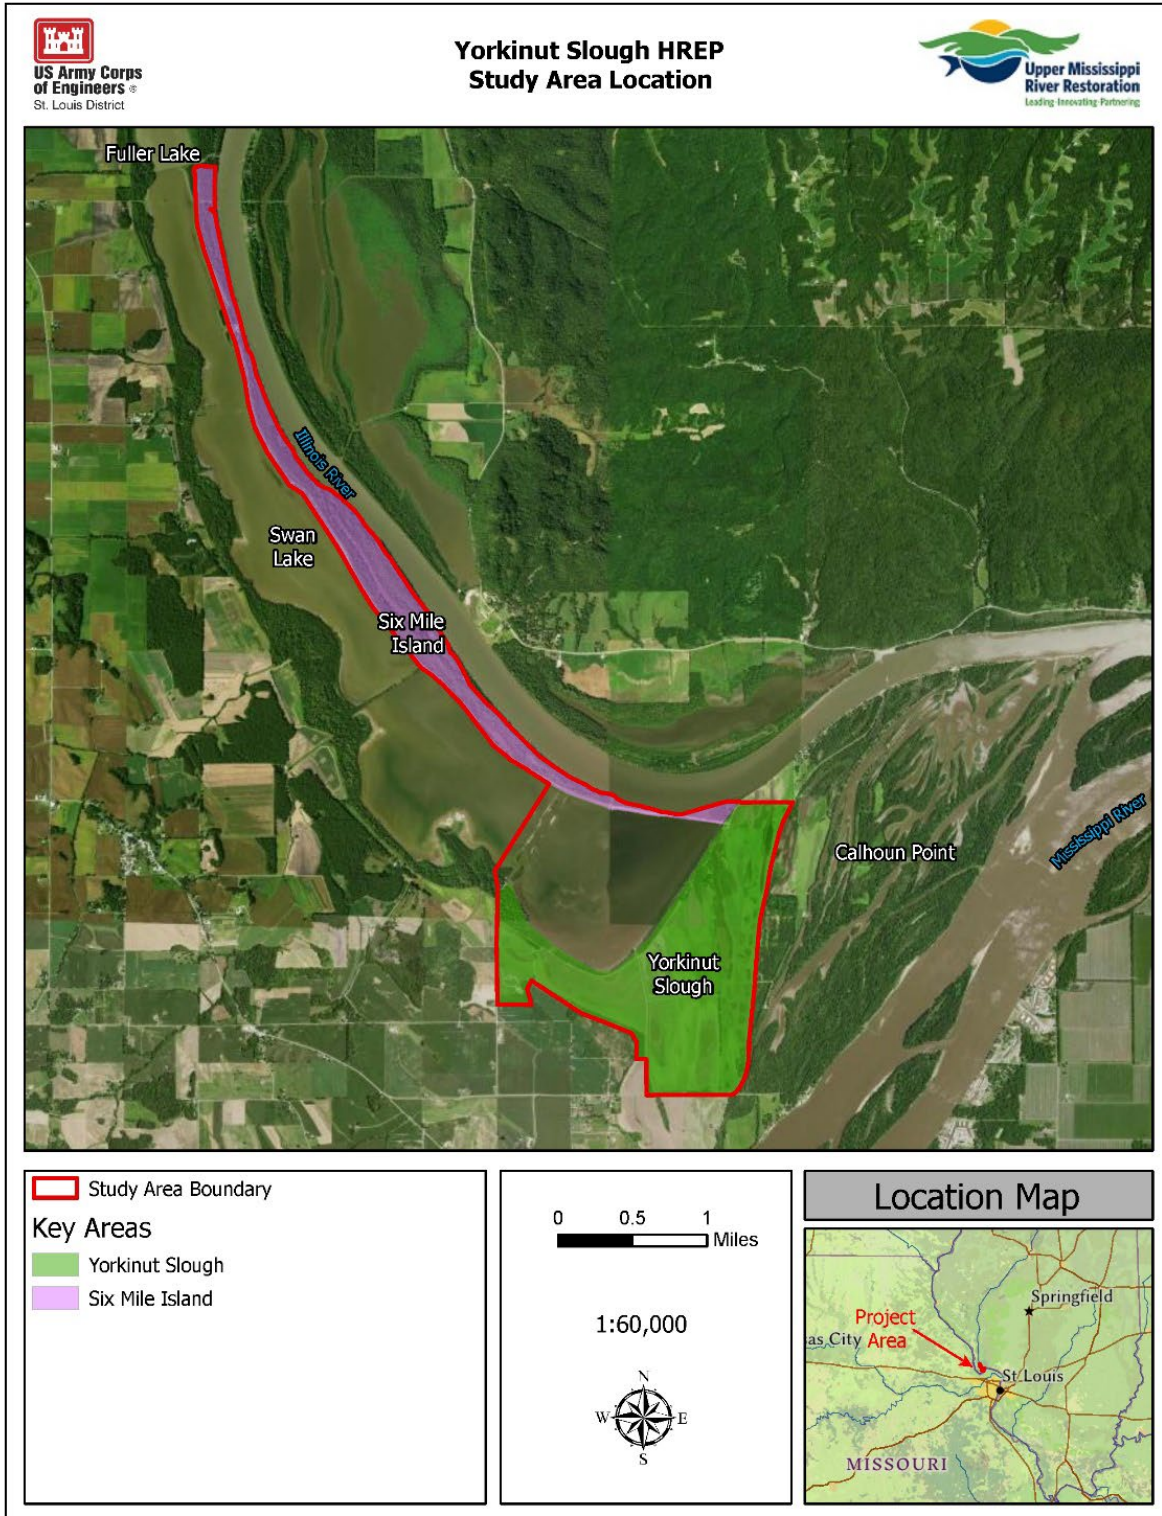 US Army Corps
of Engineers ®
St. Louis District
Yorkinut Slough HREP
Study Area Location
Upper Mississippi
River Restoration
Leading·Innovating·Partnering
Fuller Lake
Illinois River
Swan
Lake
Six Mile
Island
Calhoun Point
Mississippi River
Yorkinut
Slough
Study Area Boundary
Key Areas
Yorkinut Slough
Six Mile Island
0 0.5 1
Miles
1:60,000
N
W E
S
Location Map
Springfield
Project
Area
as City
St. Louis
MISSOURI